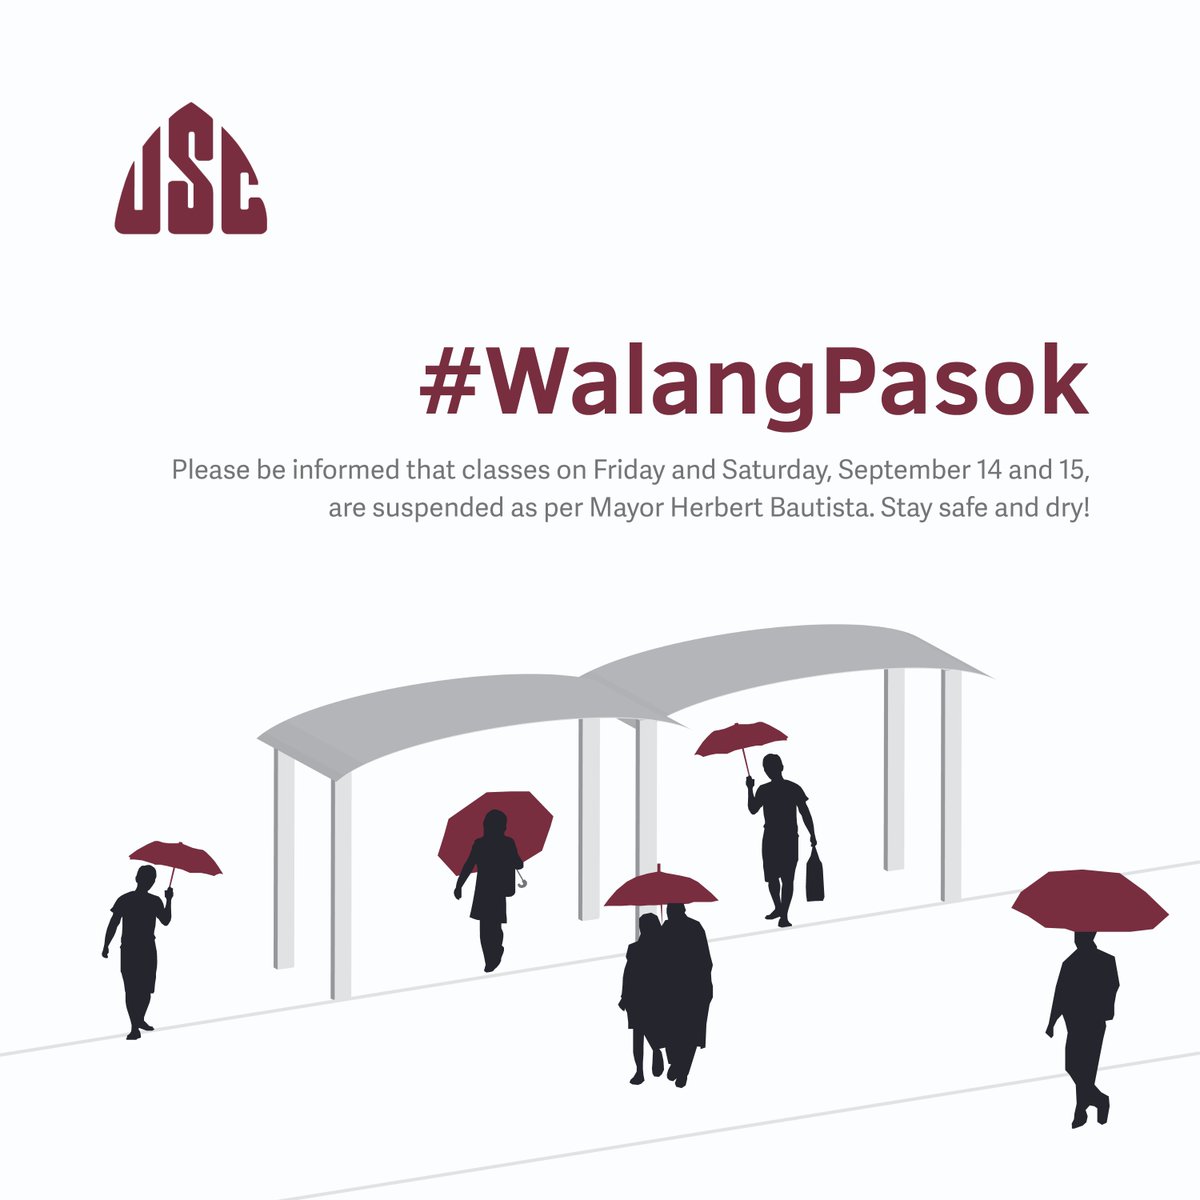 USC
#WalangPasok
Please be informed that classes on Friday and Saturday, September 14 and 15,
are suspended as per Mayor Herbert Bautista. Stay safe and dry!